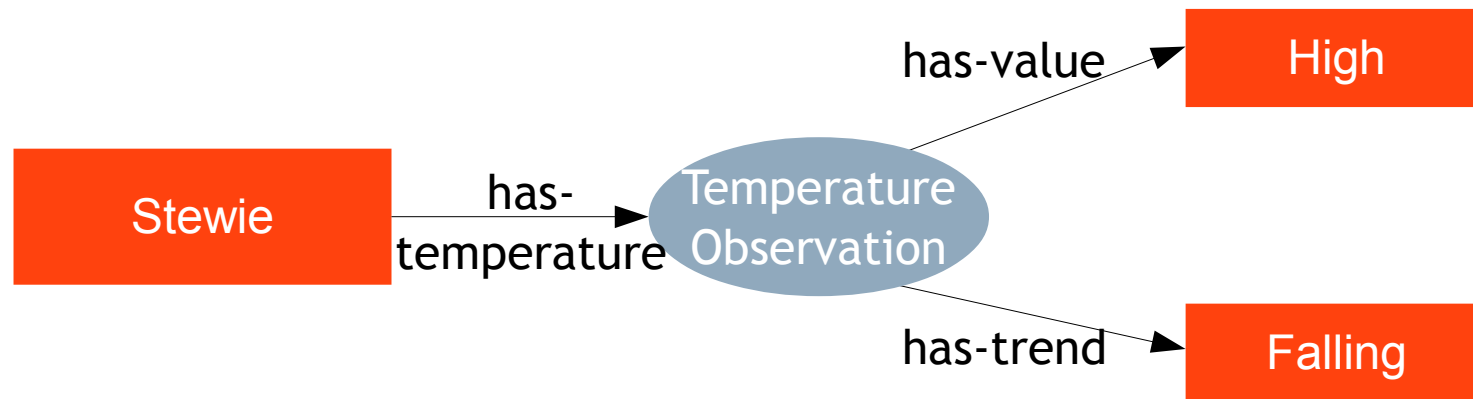 Stewie
has-
temperature
Temperature
Observation
has-value
High
has-trend
Falling